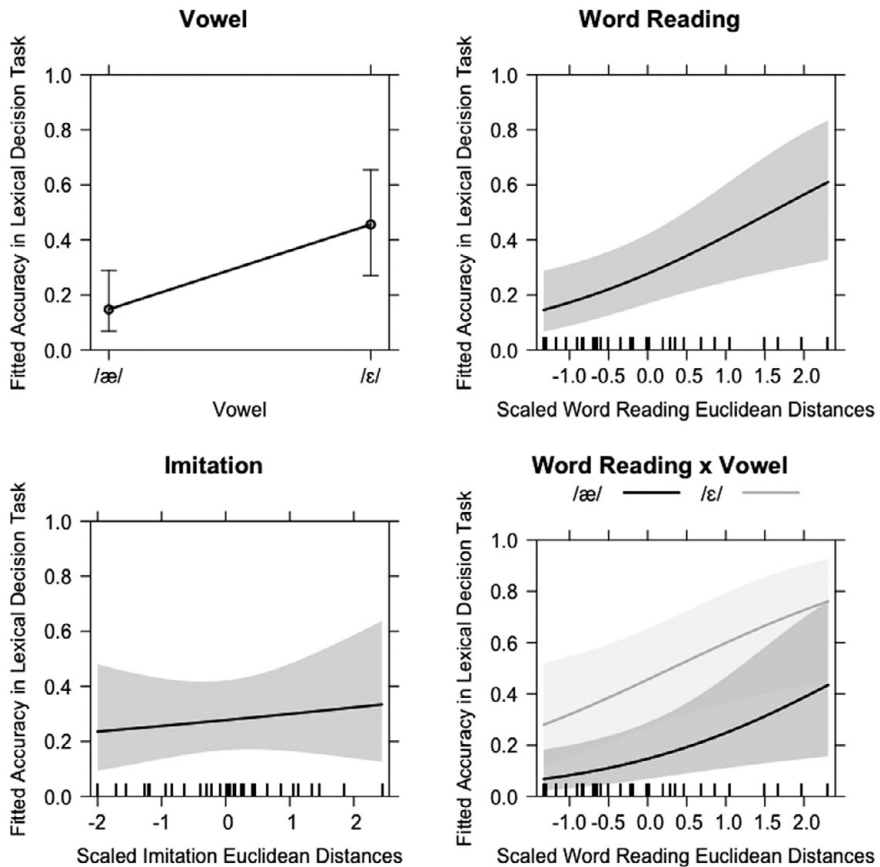 Vowel
Fitted Accuracy in Lexical Decision Task
1.0
0.8
0.6
0.4
0.2
0.0
/æ/ /ɛ/
Vowel
Word Reading
Fitted Accuracy in Lexical Decision Task
1.0
0.8
0.6
0.4
0.2
0.0
-1.0 -0.5 0.0 0.5 1.0 1.5 2.0
Scaled Word Reading Euclidean Distances
Imitation
Fitted Accuracy in Lexical Decision Task
1.0
0.8
0.6
0.4
0.2
0.0
-2 -1 0 1 2
Scaled Imitation Euclidean Distances
Word Reading x Vowel
/æ/ /ɛ/
Fitted Accuracy in Lexical Decision Task
1.0
0.8
0.6
0.4
0.2
0.0
-1.0 -0.5 0.0 0.5 1.0 1.5 2.0
Scaled Word Reading Euclidean Distances